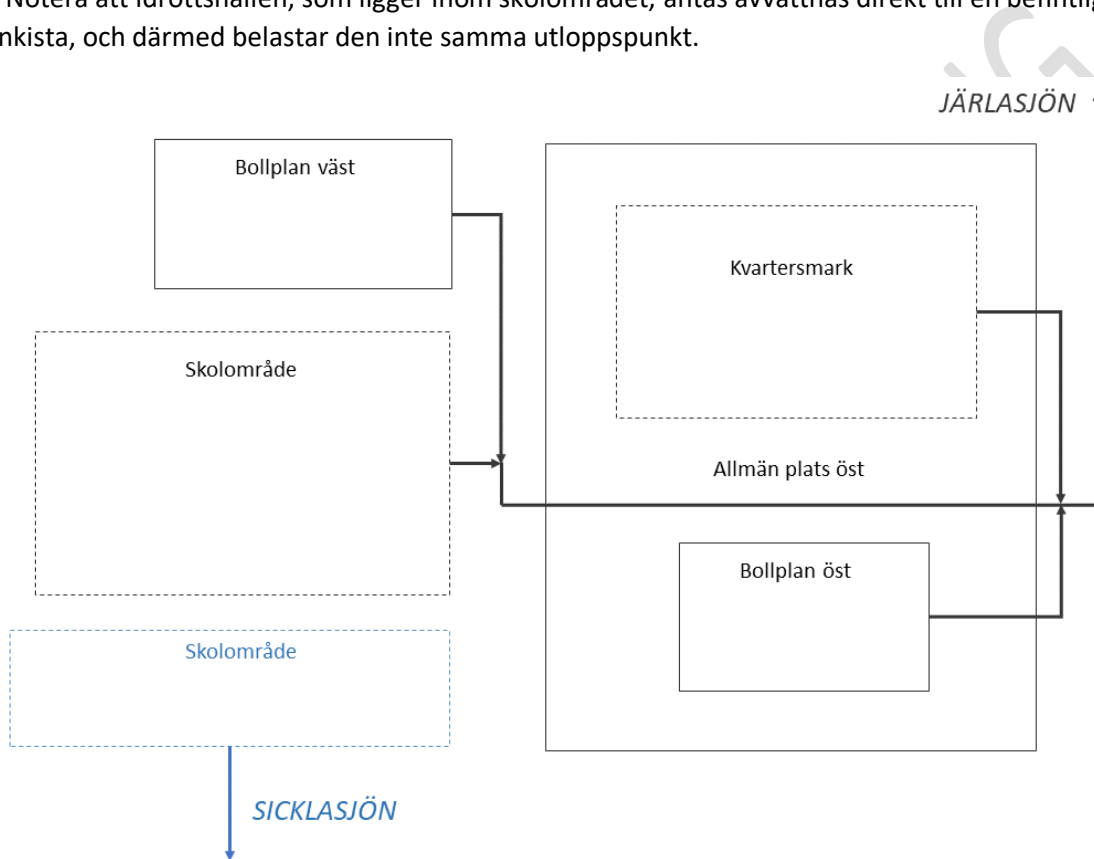 Notera att idrottshallen, som ligger inom skolområdet, antas avvattnas direkt till en
nkista, och därmed belastar den inte samma utloppspunkt.
JÄRLASJÖN
Bollplan väst
Kvartersmark
Skolområde
Allmän plats öst
Bollplan öst
Skolområde
SICKLASJÖN